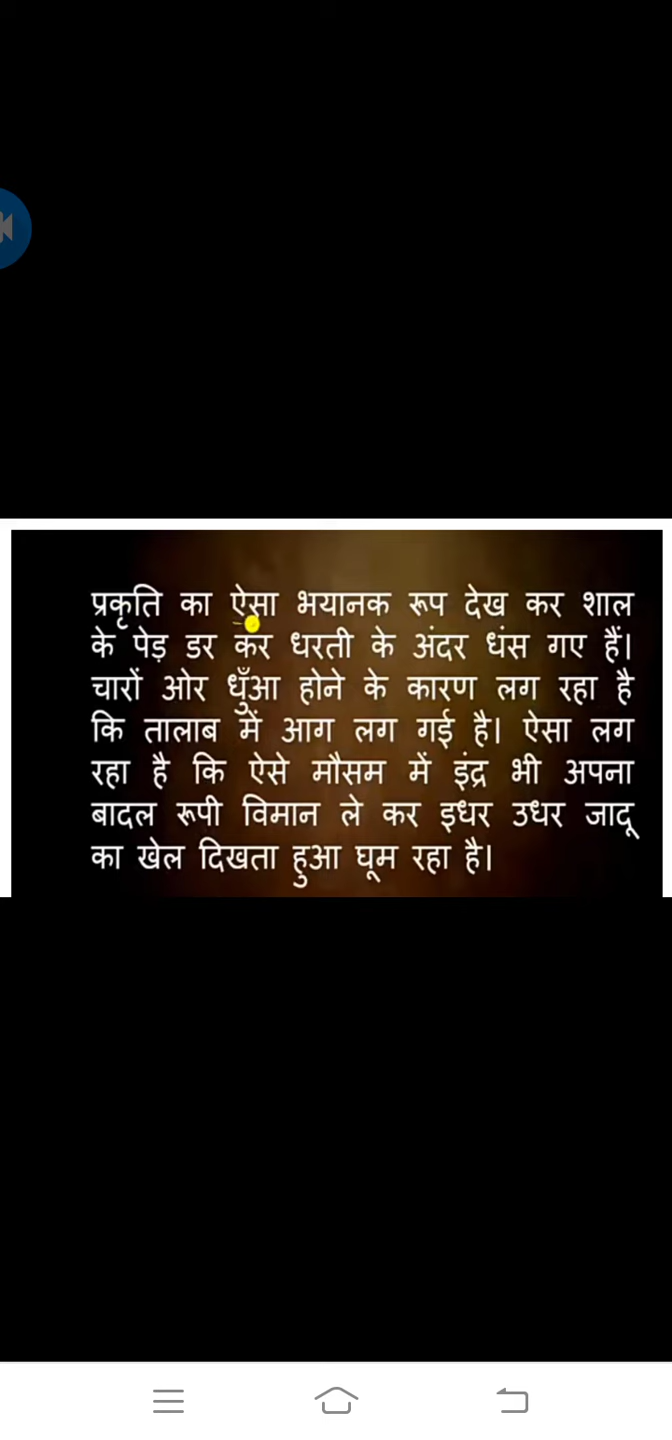 प्रकृति का ऐसा भयानक रूप देख कर शाल
के पेड़ डर कर धरती के अंदर धंस गए हैं।
चारों ओर धुँआ होने के कारण लग रहा है
कि तालाब में आग लग गई है। ऐसा लग
रहा है कि ऐसे मौसम में इंद्र भी अपना
बादल रूपी विमान ले कर इधर उधर जादू
का खेल दिखता हुआ घूम रहा है।